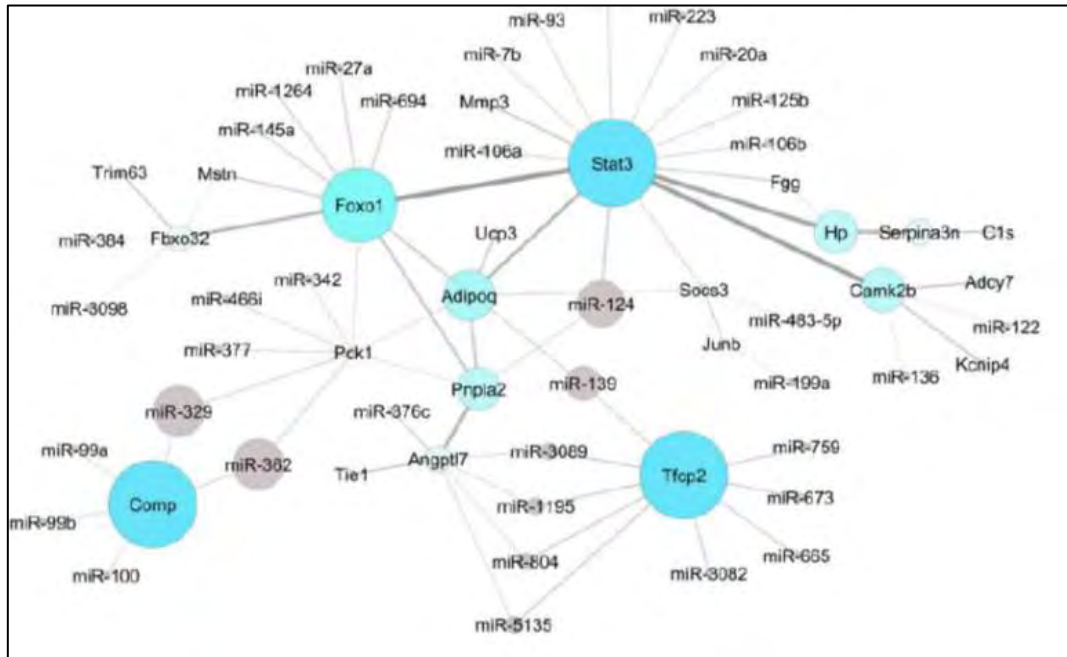 miR-93
miR-223
miR-7b
miR-20a
miR-27a
miR-1264
miR-694
Mmp3
miR-125b
miR-145a
miR-106a
miR-106b
Stat3
Trim63
Mstn
Fgg
Foxo1
miR-384
Fbxo32
Ucp3
Hp
Serpina3n
C1s
miR-342
miR-3098
miR-466i
Adipoq
miR-124
Socs3
Camk2b
Adcy7
miR-483-5p
miR-122
miR-377
Pck1
Junb
miR-136
Kcnip4
Pnpla2
miR-139
miR-199a
miR-329
miR-376c
miR-99a
miR-362
Tie1
Angptl7
miR-3089
Tfcp2
miR-759
Comp
miR-1195
miR-673
miR-99b
miR-804
miR-665
miR-100
miR-3082
miR-5135